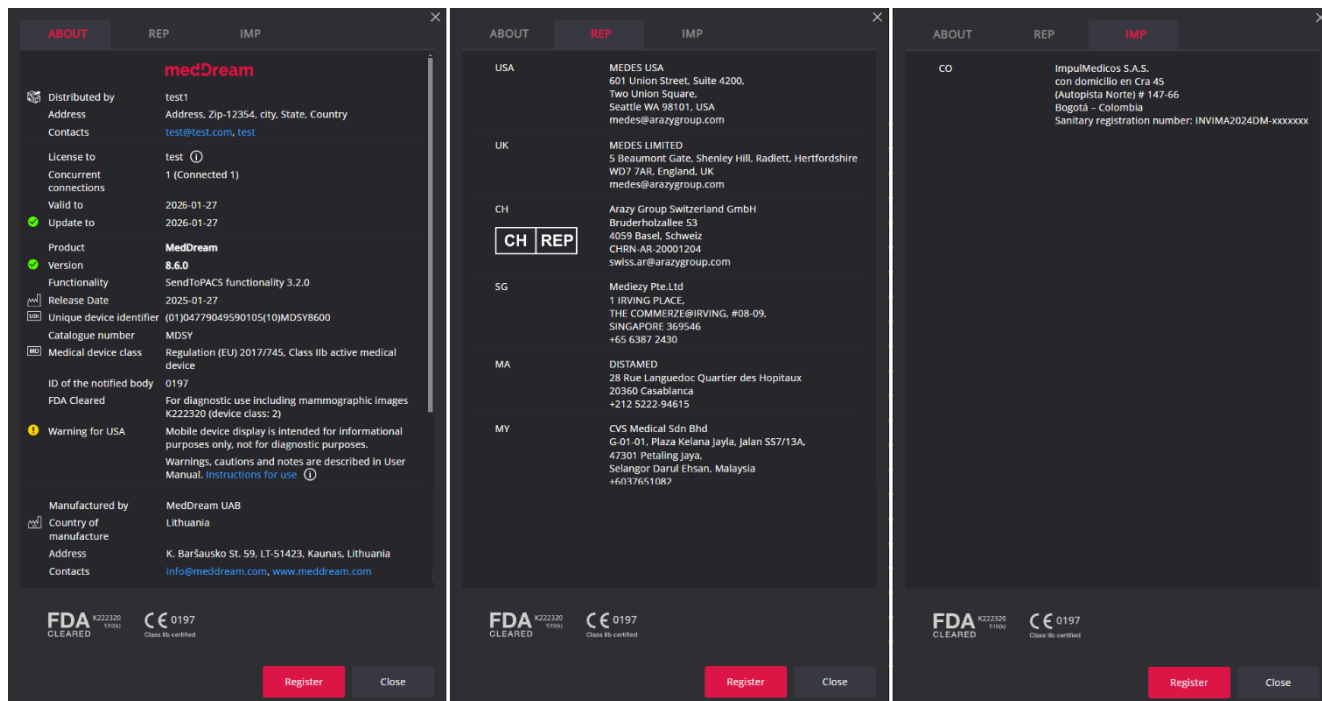 ABOUT REP IMP
medDream
Distributed by test1
Address Address, Zip-12354, city, State, Country
Contacts test@test.com, test
License to test
Concurrent connections 1 (Connected 1)
Valid to 2026-01-27
Update to 2026-01-27
Product MedDream
Version 8.6.0
Functionality SendToPACS functionality 3.2.0
Release Date 2025-01-27
UDI Unique device identifier (01)04779049590105(10)MDSY8600
Catalogue number MDSY
MD Medical device class Regulation (EU) 2017/745, Class IIb active medical
device
ID of the notified body 0197
FDA Cleared For diagnostic use including mammographic images
K222320 (device class: 2)
Warning for USA Mobile device display is intended for informational
purposes only, not for diagnostic purposes.
Warnings, cautions and notes are described in User
Manual. Instructions for use
Manufactured by MedDream UAB
Country of manufacture Lithuania
Address K. Baršausko St. 59, LT-51423, Kaunas, Lithuania
Contacts info@meddream.com, www.meddream.com
FDA CLEARED K222320 510(k)
CE 0197
Class IIb certified
Register Close
ABOUT REP IMP
USA MEDES USA
601 Union Street, Suite 4200,
Two Union Square,
Seattle WA 98101, USA
medes@arazygroup.com
UK MEDES LIMITED
5 Beaumont Gate, Shenley Hill, Radlett, Hertfordshire
WD7 7AR, England, UK
medes@arazygroup.com
CH Arazy Group Switzerland GmbH
CH REP
Bruderholzallee 53
4059 Basel, Schweiz
CHRN-AR-20001204
swiss.ar@arazygroup.com
SG Mediezy Pte.Ltd
1 IRVING PLACE,
THE COMMERZE@IRVING, #08-09,
SINGAPORE 369546
+65 6387 2430
MA DISTAMED
28 Rue Languedoc Quartier des Hopitaux
20360 Casablanca
+212 5222-94615
MY CVS Medical Sdn Bhd
G-01-01, Plaza Kelana Jayla, Jalan SS7/13A,
47301 Petaling Jaya,
Selangor Darul Ehsan, Malaysia
+6037651082
FDA CLEARED K222320 510(k)
CE 0197
Class IIb certified
Register Close
ABOUT REP IMP
CO ImpulMedicos S.A.S.
con domicilio en Cra 45
(Autopista Norte) # 147-66
Bogotá – Colombia
Sanitary registration number: INVIMA2024DM-xxxxxxx
FDA CLEARED K222320 510(k)
CE 0197
Class IIb certified
Register Close